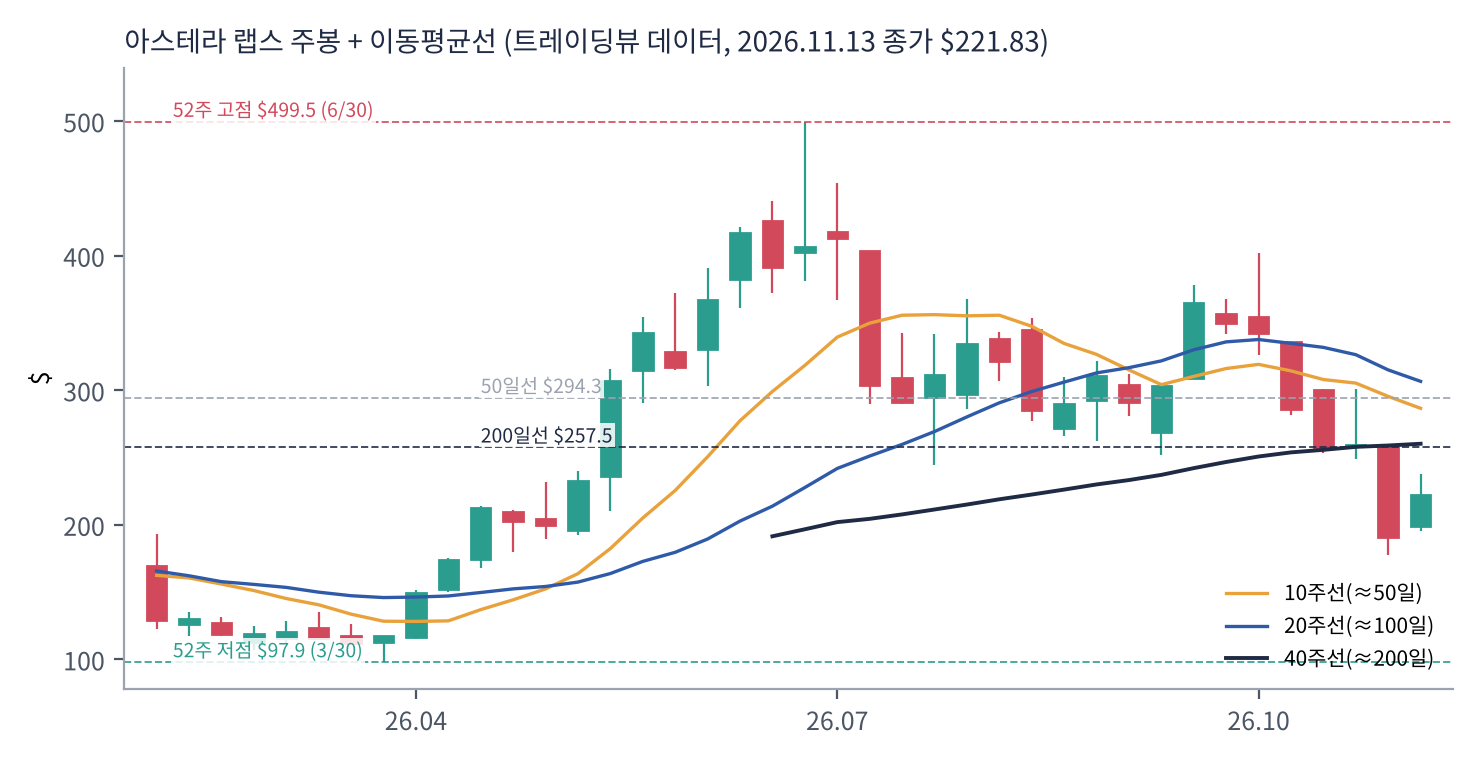 아스테라 랩스 주봉 + 이동평균선 (트레이딩뷰 데이터, 2026.11.13 종가 $221.83)
500
400
300
200
100
$
52주 고점 $499.5 (6/30)
50일선 $294.3
200일선 $257.5
52주 저점 $97.9 (3/30)
10주선(≈50일)
20주선(≈100일)
40주선(≈200일)
26.04
26.07
26.10